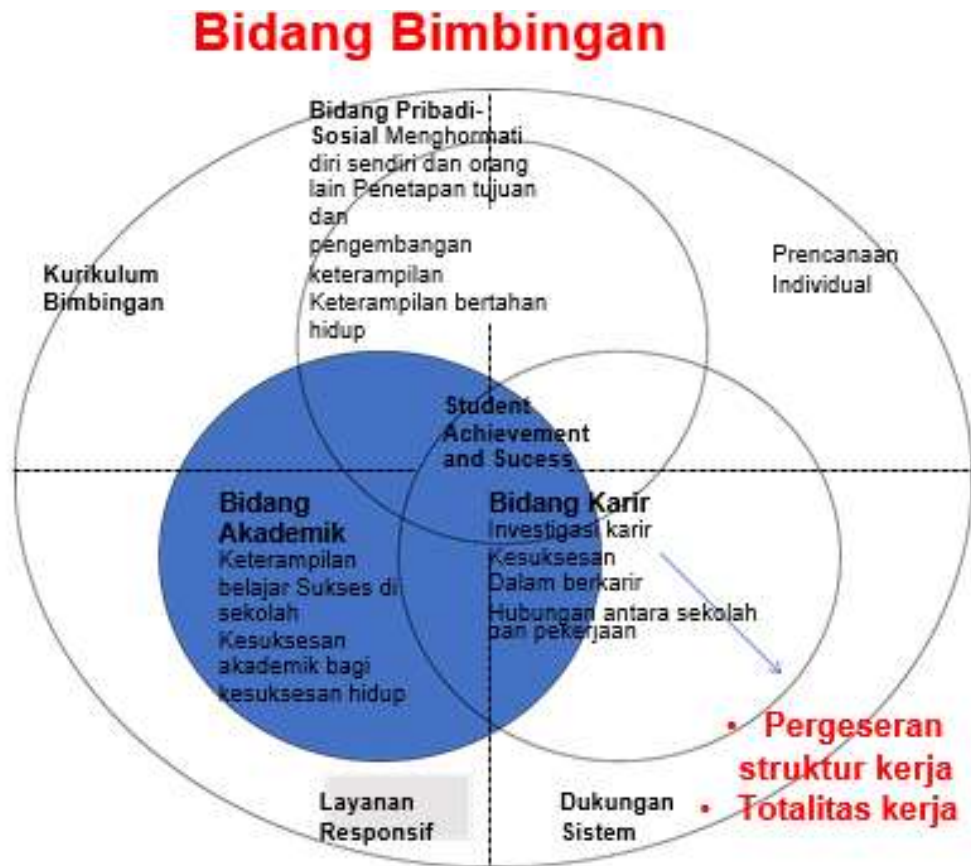 Bidang Bimbingan
Bidang Pribadi-
Sosial Menghormati
diri sendiri dan orang
lain Penetapan tujuan
dan
pengembangan
keterampilan
Keterampilan bertahan
hidup
Kurikulum
Bimbingan
Prencanaan
Individual
Student
Achievement
and Sucess
Bidang
Akademik
Keterampilan
belajar Sukses di
sekolah
Kesuksesan
akademik bagi
kesuksesan hidup
Bidang Karir
Investigasi karir
Kesuksesan
Dalam berkarir
Hubungan antara sekolah
pan pekerjaan
• Pergeseran
struktur kerja
• Totalitas kerja
Layanan
Responsif
Dukungan
Sistem